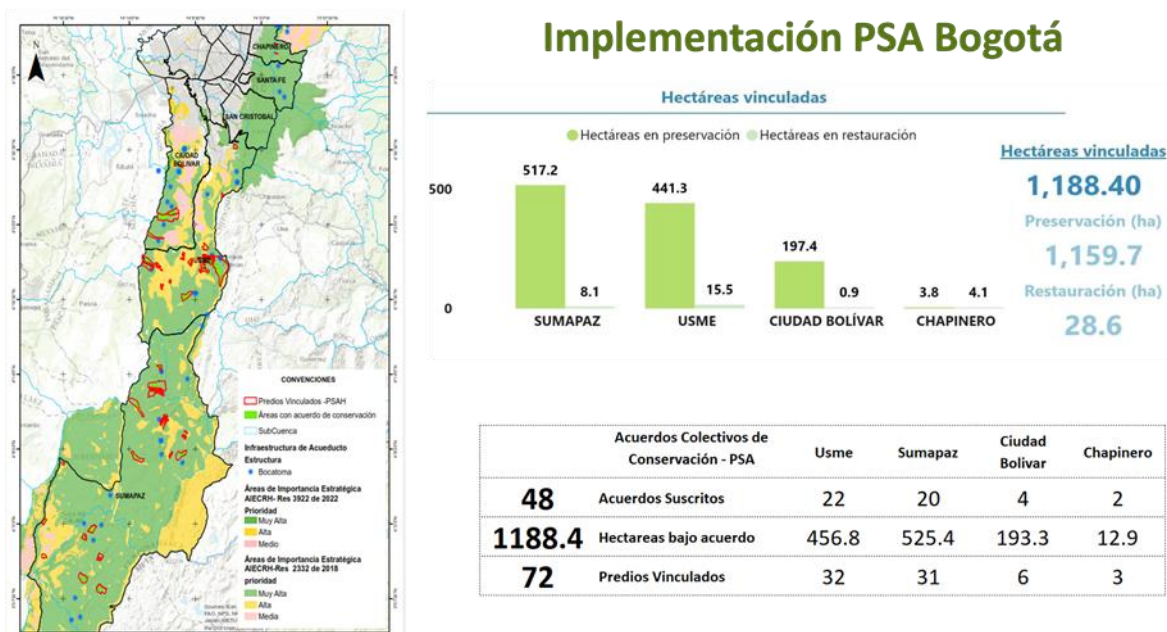 Implementación PSA Bogotá
Hectáreas vinculadas
Hectáreas en preservación Hectáreas en restauración
500
0
517.2
8.1
441.3
15.5
197.4
0.9
3.8
4.1
SUMAPAZ USME CIUDAD BOLÍVAR CHAPINERO
Hectáreas vinculadas
1,188.40
Preservación (ha)
1,159.7
Restauración (ha)
28.6
Acuerdos Colectivos de Conservación - PSA Usme Sumapaz Ciudad Bolivar Chapinero
48 Acuerdos Suscritos 22 20 4 2
1188.4 Hectareas bajo acuerdo 456.8 525.4 193.3 12.9
72 Predios Vinculados 32 31 6 3
N
CHAPINERO
SANTA FE
SAN CRISTOBAL
CIUDAD
BOLIVAR
USME
SUMAPAZ
CONVENCIONES
Predios Vinculados -PSAH
Áreas con acuerdo de conservación
SubCuenca
Infraestructura de Acueducto
Estructura
Bocatoma
Áreas de Importancia Estratégica
AIECRH- Res 3922 de 2022
Prioridad
Muy Alta
Alta
Medio
Áreas de Importancia Estratégica
AIECRH-Res 2332 de 2018
prioridad
Muy Alta
Alta
Media